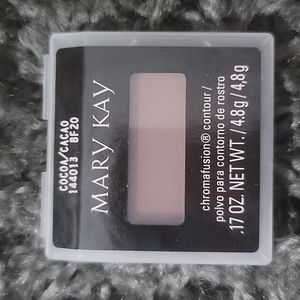 COCOA/CACAO
144013 BF20
MARY KAY
chromafusion® contour /
polvo para contorno de rostro
.17 OZ. NET WT. / 4.8 g / 4,8g